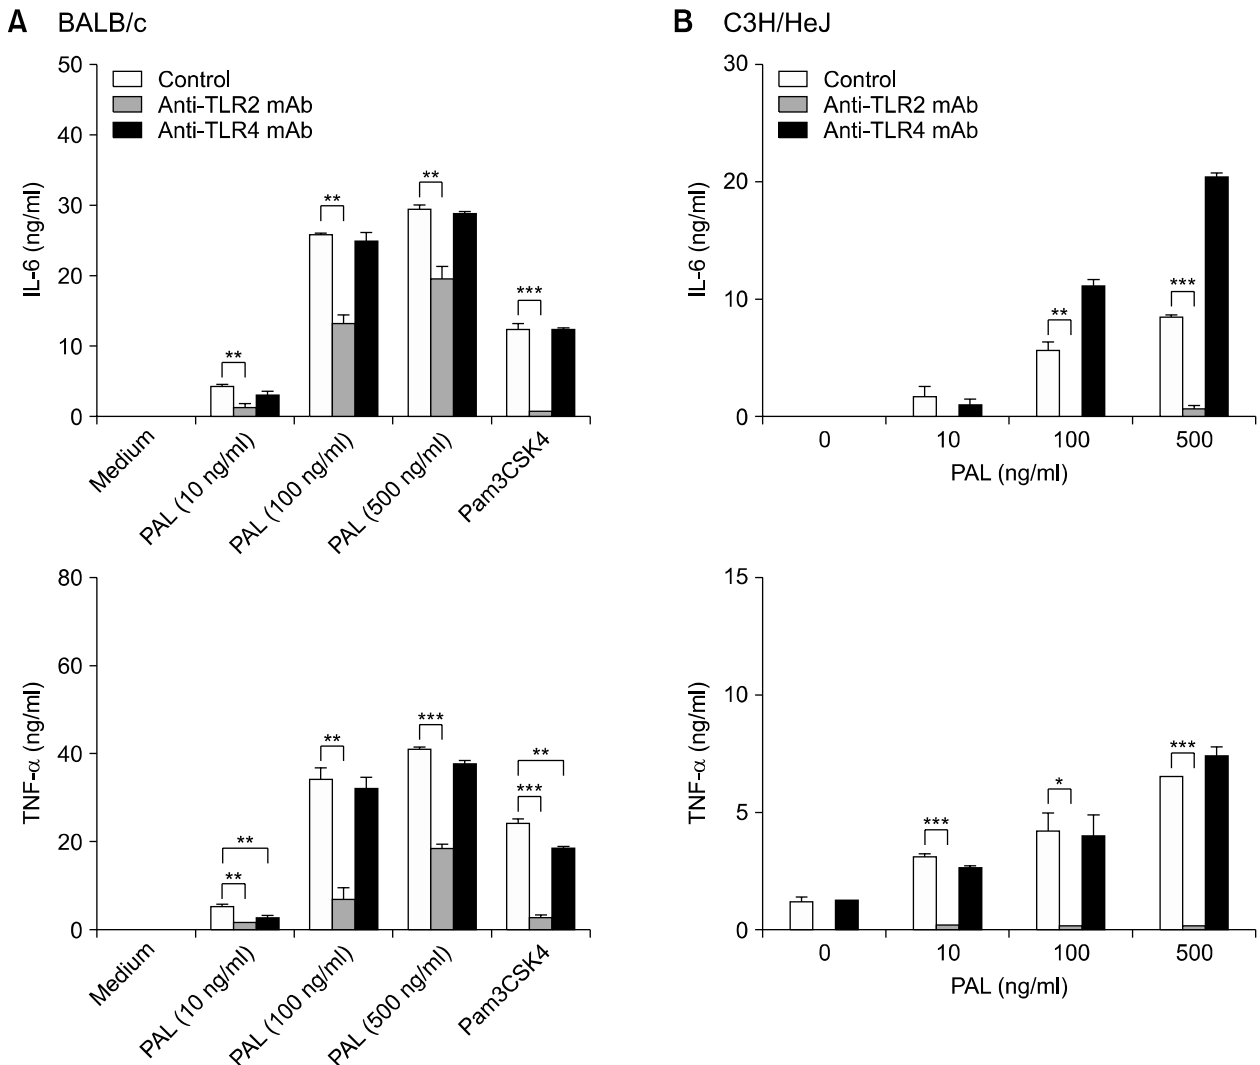 A BALB/c
50
40
30
20
10
0
IL-6 (ng/ml)
Control
Anti-TLR2 mAb
Anti-TLR4 mAb
**
**
**
***
Medium
PAL (10 ng/ml)
PAL (100 ng/ml)
PAL (500 ng/ml)
Pam3CSK4
80
60
40
20
0
TNF-α (ng/ml)
**
**
**
***
**
***
Medium
PAL (10 ng/ml)
PAL (100 ng/ml)
PAL (500 ng/ml)
Pam3CSK4
B C3H/HeJ
30
20
10
0
IL-6 (ng/ml)
Control
Anti-TLR2 mAb
Anti-TLR4 mAb
**
***
0 10 100 500
PAL (ng/ml)
15
10
5
0
TNF-α (ng/ml)
***
*
***
0 10 100 500
PAL (ng/ml)